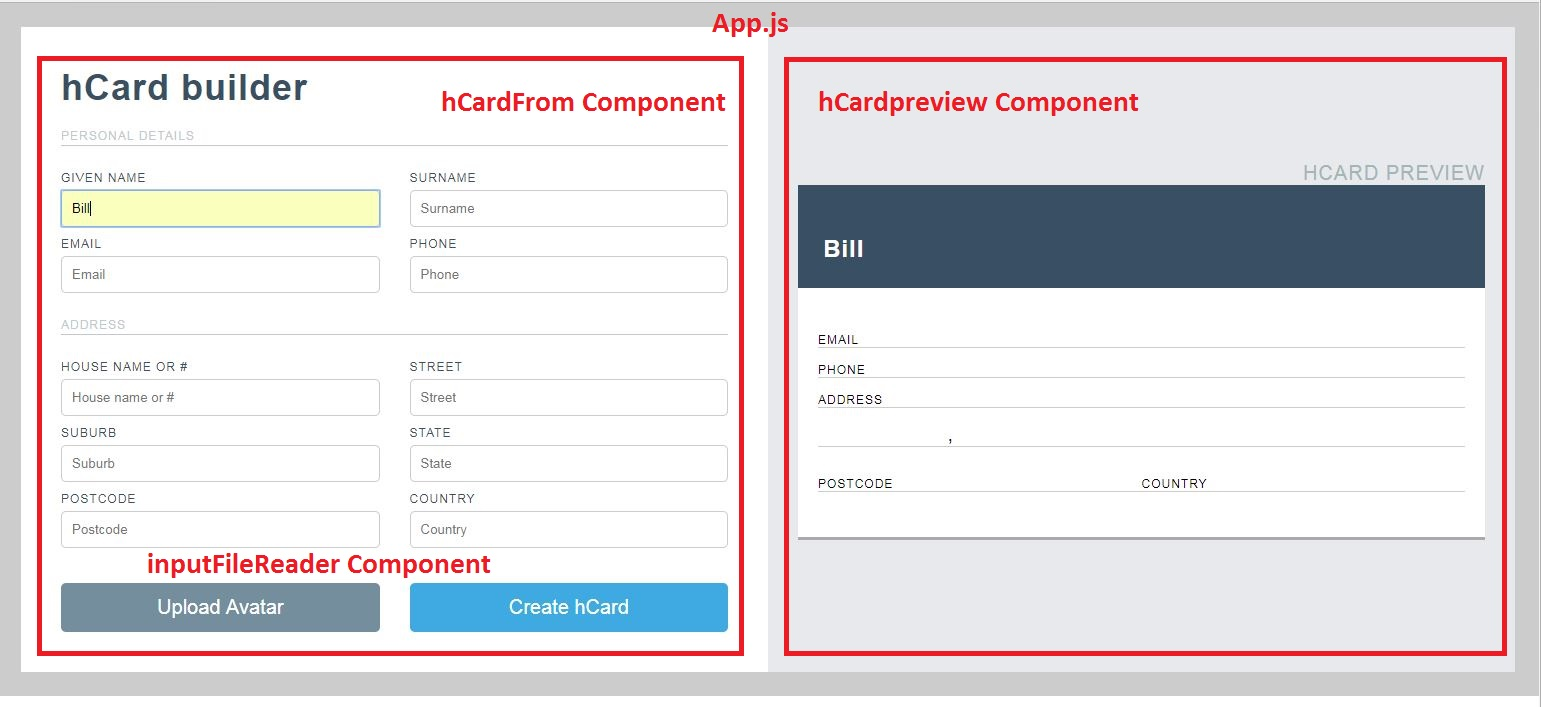 App.js
hCard builder
hCardFrom Component
PERSONAL DETAILS
GIVEN NAME SURNAME
Bill Surname
EMAIL PHONE
Email Phone
ADDRESS
HOUSE NAME OR # STREET
House name or # Street
SUBURB STATE
Suburb State
POSTCODE COUNTRY
Postcode Country
inputFileReader Component
Upload Avatar Create hCard
hCardpreview Component
HCARD PREVIEW
Bill
EMAIL
PHONE
ADDRESS
,
POSTCODE COUNTRY